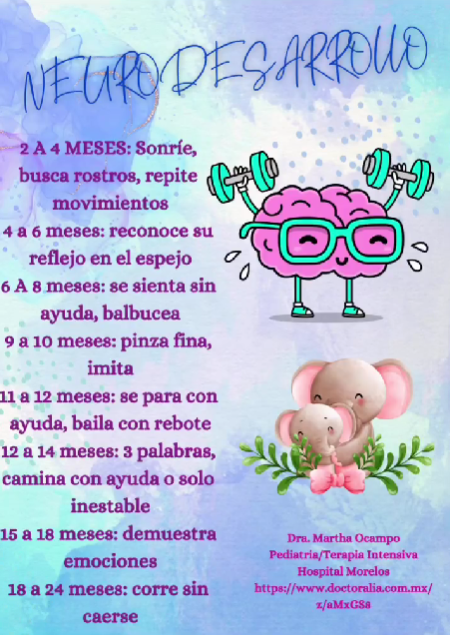 NEURODESARROLLO
2 A 4 MESES: Sonríe,
busca rostros, repite
movimientos
4 a 6 meses: reconoce su
reflejo en el espejo
6 A 8 meses: se sienta sin
ayuda, balbucea
9 a 10 meses: pinza fina,
imita
11 a 12 meses: se para con
ayuda, baila con rebote
12 a 14 meses: 3 palabras,
camina con ayuda o solo
inestable
15 a 18 meses: demuestra
emociones
18 a 24 meses: corre sin
caerse
Dra. Martha Ocampo
Pediatria/Terapia Intensiva
Hospital Morelos
https://www.doctoralia.com.mx/
z/aMxGS8